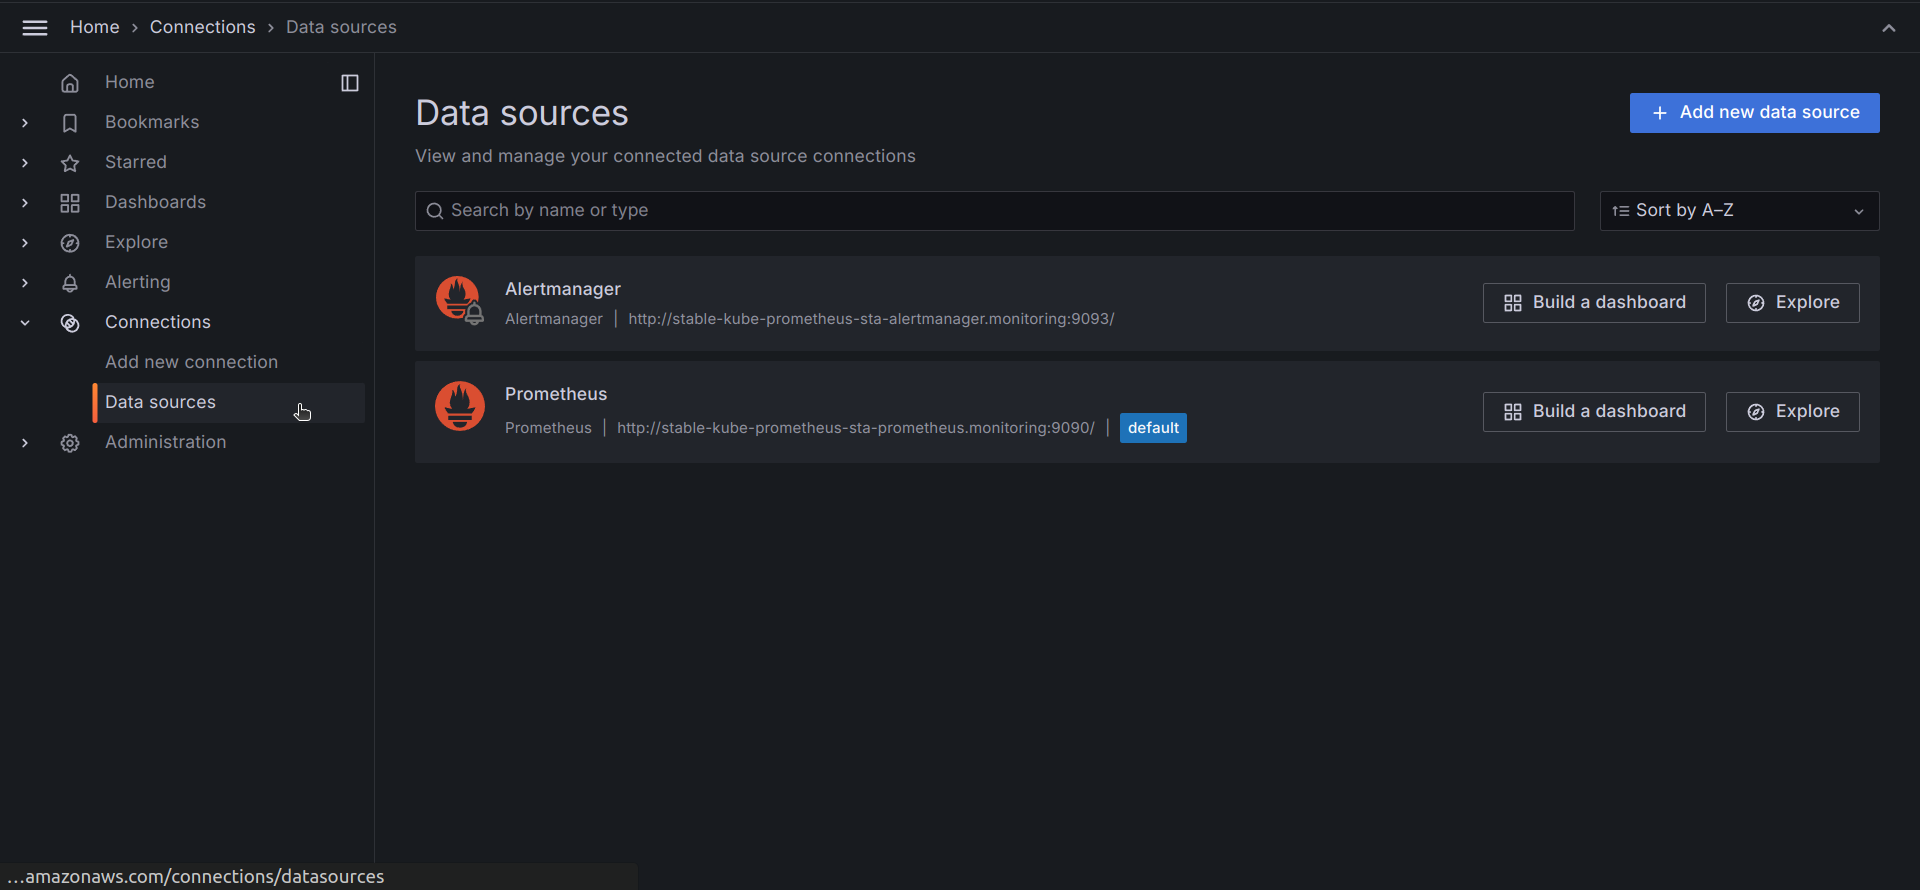 Home › Connections › Data sources
Home
Bookmarks
Starred
Dashboards
Explore
Alerting
Connections
Add new connection
Data sources
Administration
Data sources
+ Add new data source
View and manage your connected data source connections
Search by name or type
Sort by A–Z
Alertmanager
Alertmanager | http://stable-kube-prometheus-sta-alertmanager.monitoring:9093/
Build a dashboard
Explore
Prometheus
Prometheus | http://stable-kube-prometheus-sta-prometheus.monitoring:9090/ | default
Build a dashboard
Explore
...amazonaws.com/connections/datasources